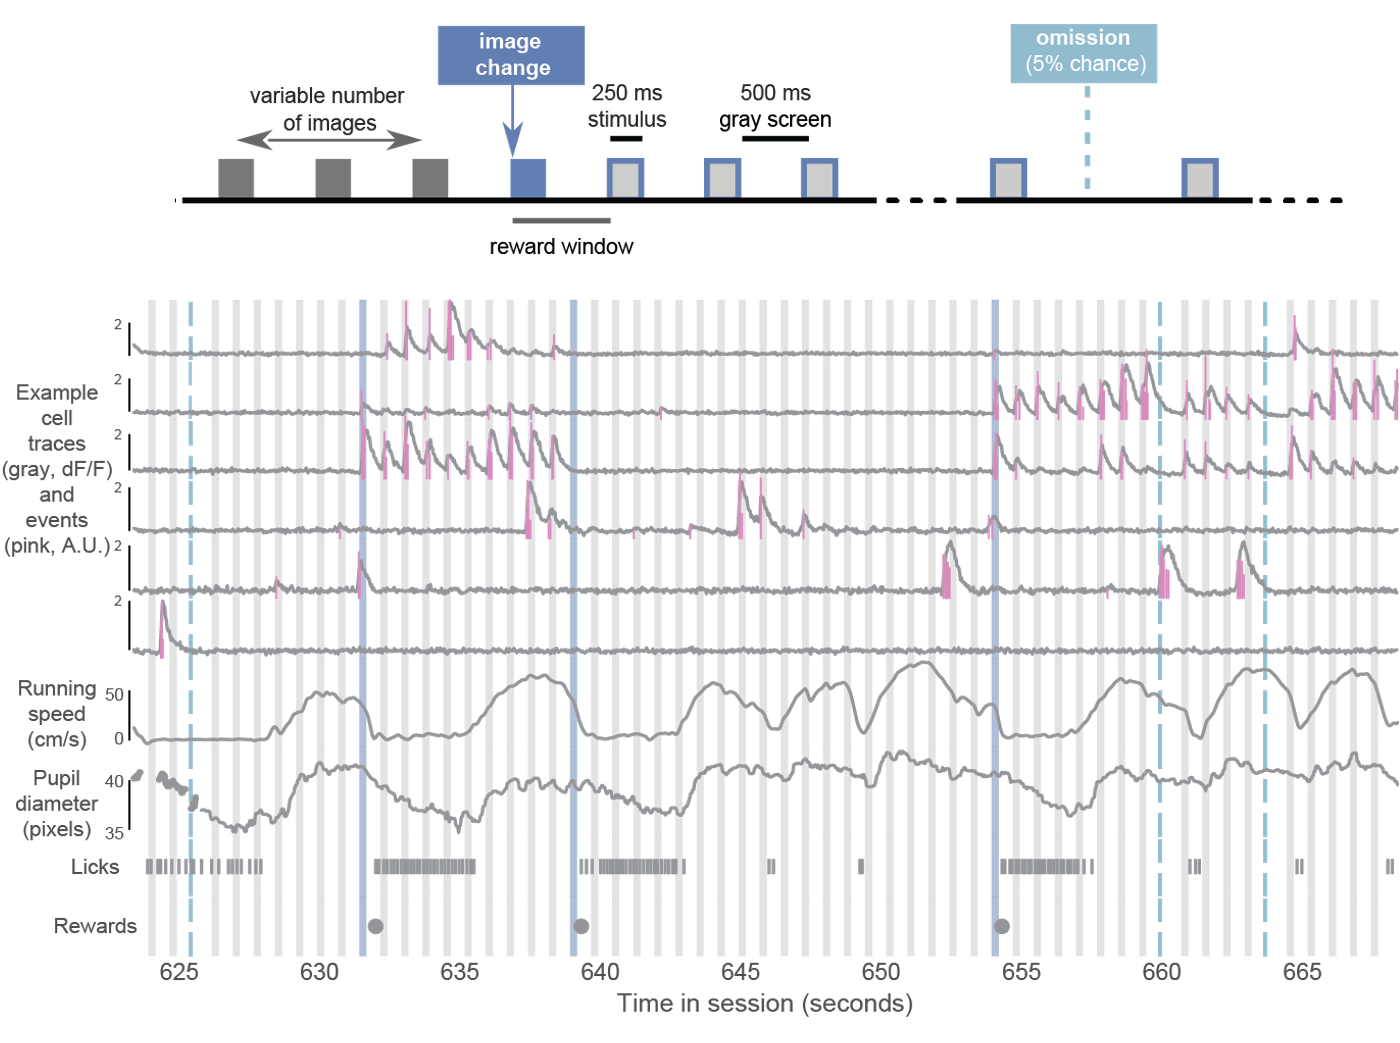 image
change
omission
(5% chance)
variable number
of images
250 ms
stimulus
500 ms
gray screen
reward window
Example
cell
traces
(gray, dF/F)
and
events
(pink, A.U.)
2
2
2
2
2
2
Running
speed
(cm/s)
50
0
Pupil
diameter
(pixels)
40
35
Licks
Rewards
625 630 635 640 645 650 655 660 665
Time in session (seconds)